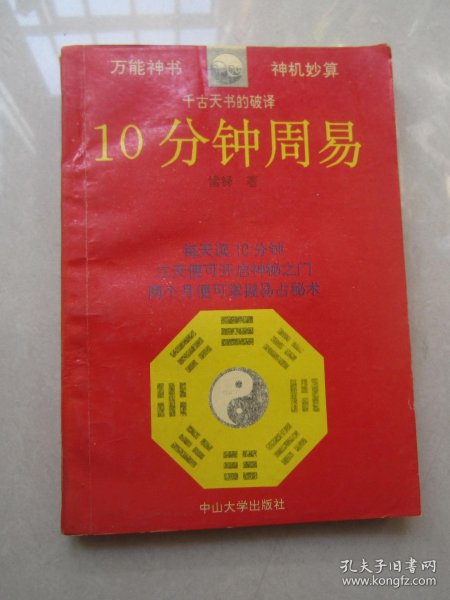 万能神书 神机妙算
千古天书的破译
10分钟周易
著
每天读10分钟
三天便可开启神秘之门
两个月便可掌握易占秘术
中山大学出版社
孔夫子旧书网
www.kongfz.com